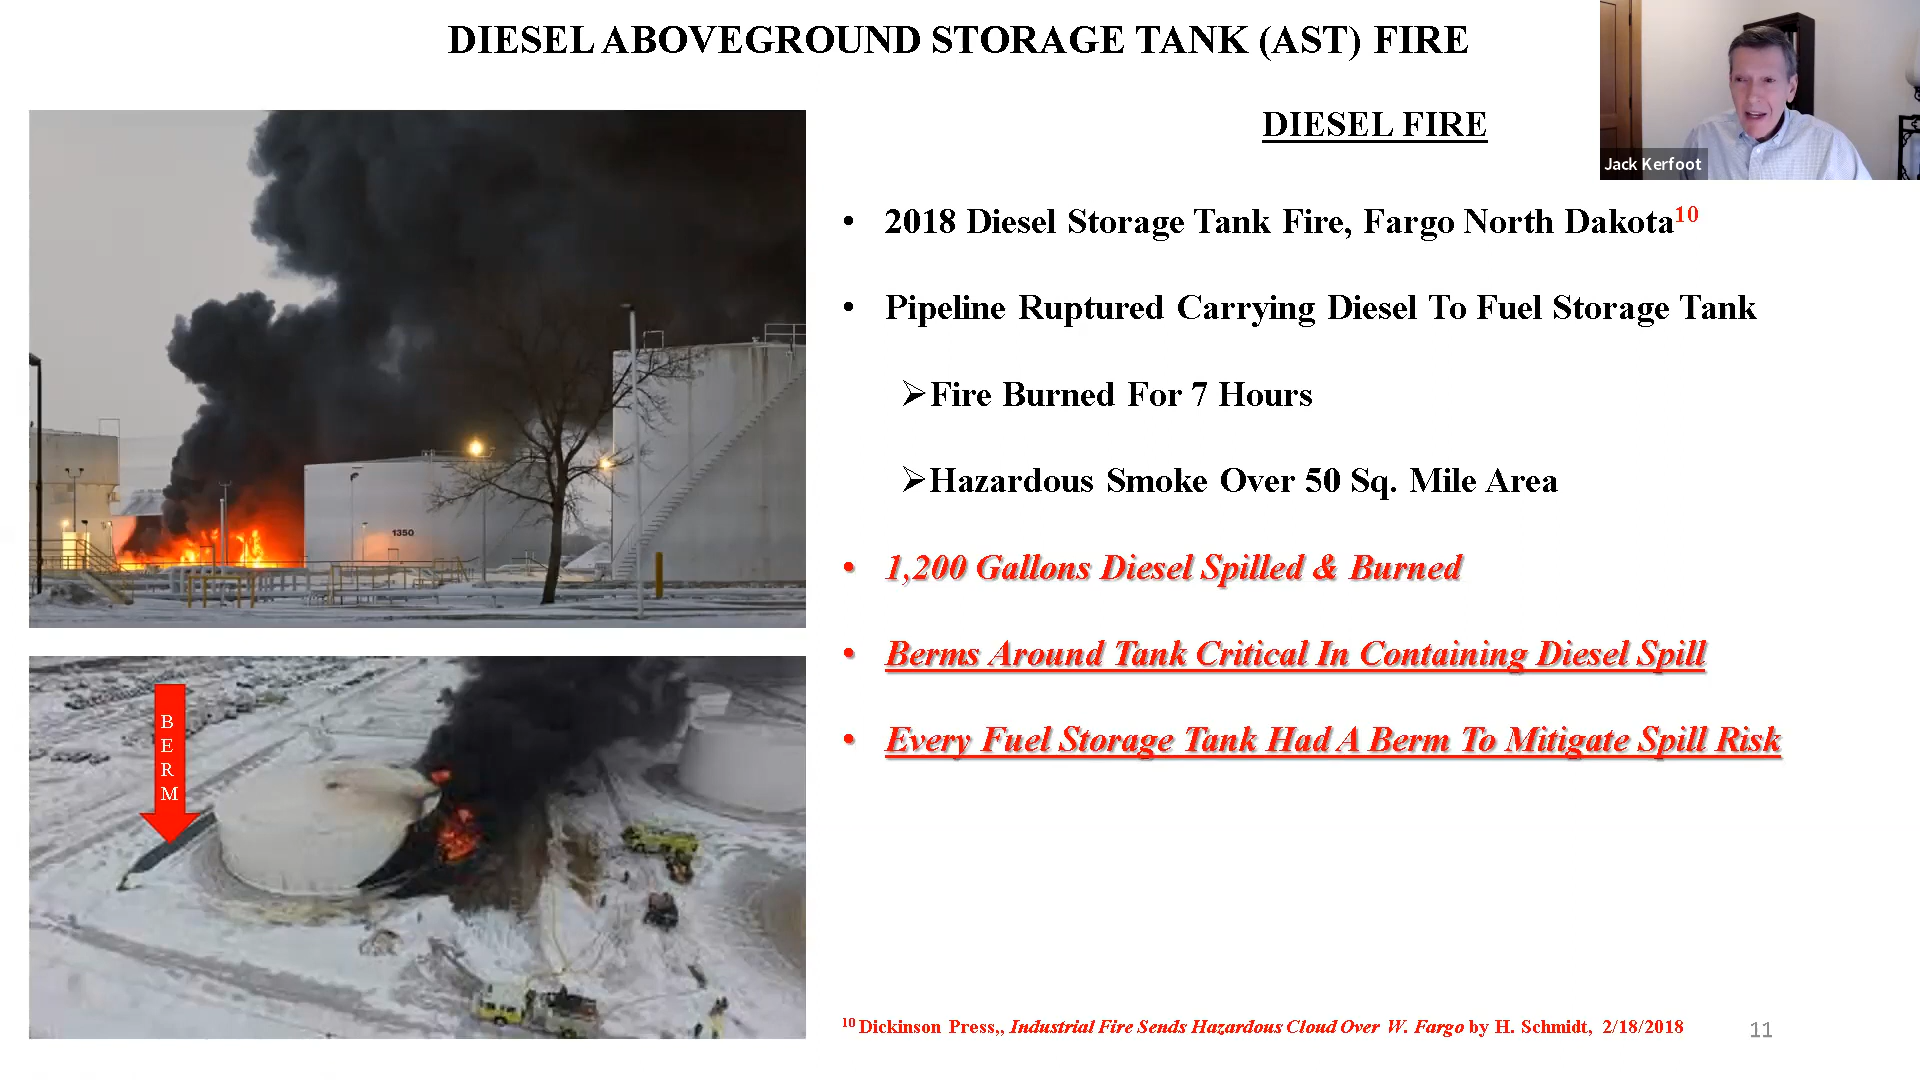 DIESEL ABOVEGROUND STORAGE TANK (AST) FIRE
DIESEL FIRE
Jack Kerfoot
• 2018 Diesel Storage Tank Fire, Fargo North Dakota10
• Pipeline Ruptured Carrying Diesel To Fuel Storage Tank
➢Fire Burned For 7 Hours
➢Hazardous Smoke Over 50 Sq. Mile Area
• 1,200 Gallons Diesel Spilled & Burned
• Berms Around Tank Critical In Containing Diesel Spill
• Every Fuel Storage Tank Had A Berm To Mitigate Spill Risk
1350
B
E
R
M
10 Dickinson Press,, Industrial Fire Sends Hazardous Cloud Over W. Fargo by H. Schmidt, 2/18/2018
11